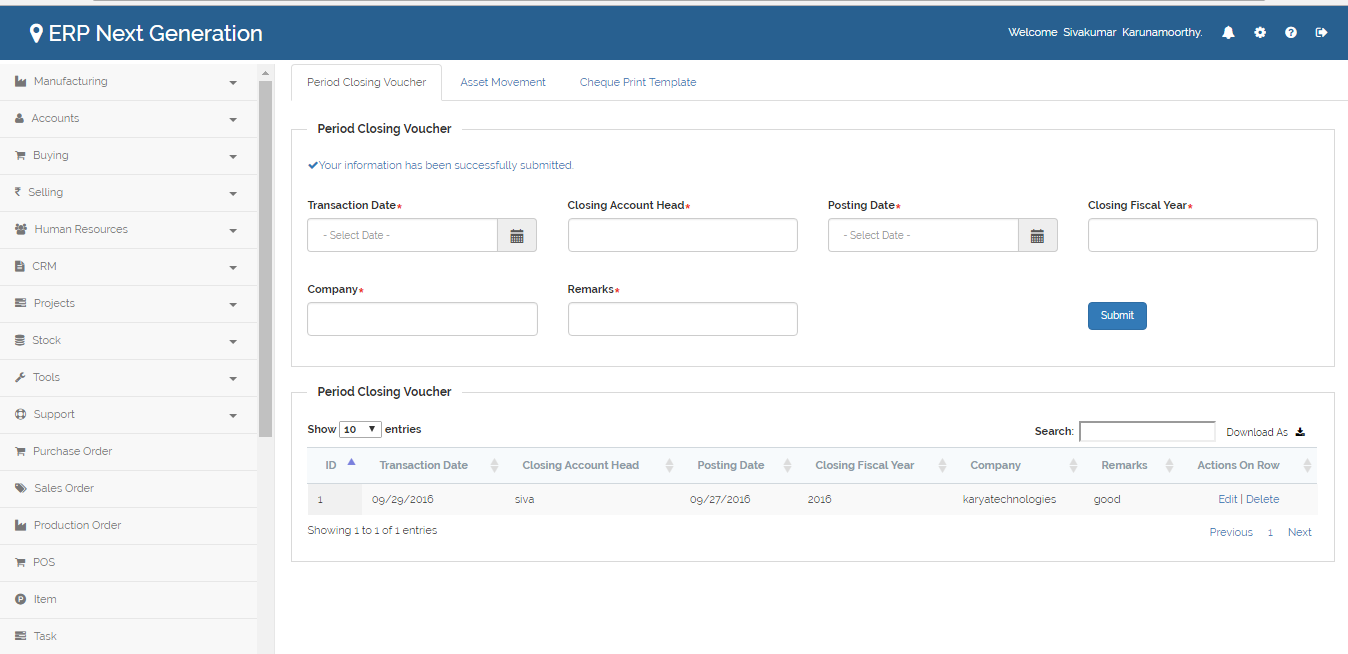 ERP Next Generation
Welcome Sivakumar Karunamoorthy.
Manufacturing
Accounts
Buying
Selling
Human Resources
CRM
Projects
Stock
Tools
Support
Purchase Order
Sales Order
Production Order
POS
Item
Task
Period Closing Voucher Asset Movement Cheque Print Template
Period Closing Voucher
Your information has been successfully submitted.
Transaction Date* Closing Account Head* Posting Date* Closing Fiscal Year*
- Select Date - - Select Date -
Company* Remarks*
Submit
Period Closing Voucher
Show 10 entries Search: Download As
ID Transaction Date Closing Account Head Posting Date Closing Fiscal Year Company Remarks Actions On Row
1 09/29/2016 siva 09/27/2016 2016 karyatechnologies good Edit | Delete
Showing 1 to 1 of 1 entries Previous 1 Next